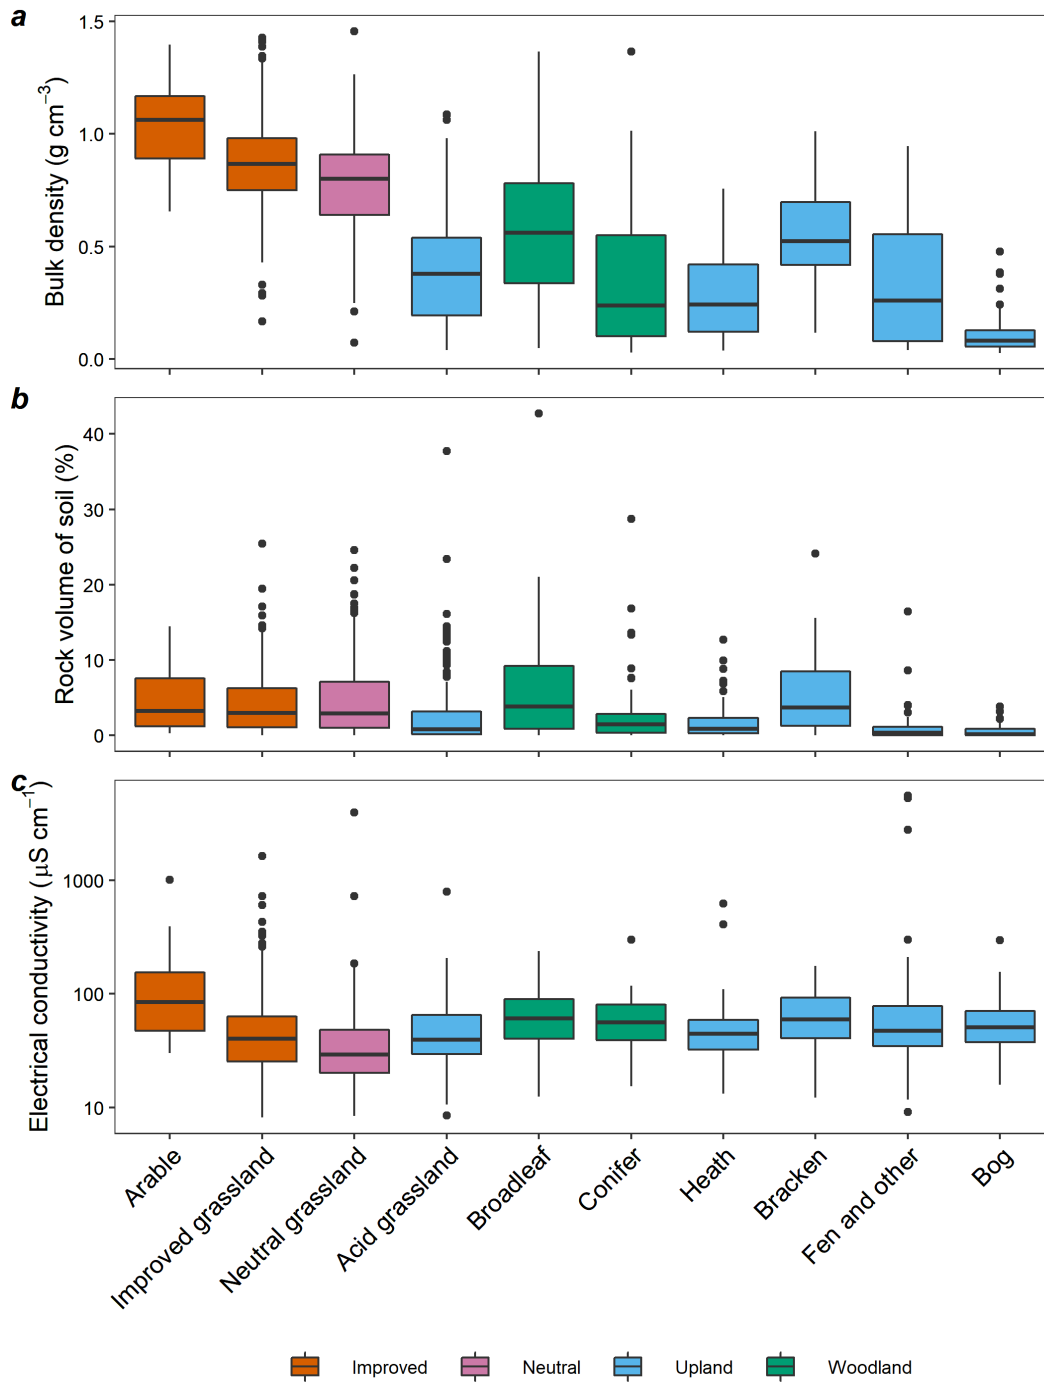 a
Bulk density (g cm⁻³)
1.5
1.0
0.5
0.0
b
Rock volume of soil (%)
40
30
20
10
0
c
Electrical conductivity (μS cm⁻¹)
1000
100
10
Arable
Improved grassland
Neutral grassland
Acid grassland
Broadleaf
Conifer
Heath
Bracken
Fen and other
Bog
Improved Neutral Upland Woodland